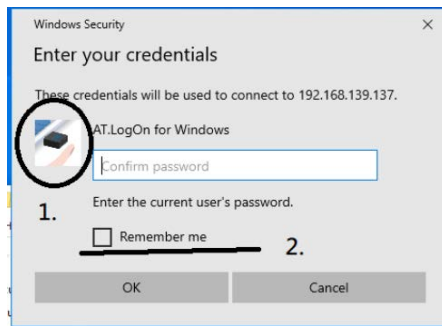 Windows Security
Enter your credentials
These credentials will be used to connect to 192.168.139.137.
AT.LogOn for Windows
Confirm password
Enter the current user's password.
1.
Remember me
2.
OK
Cancel